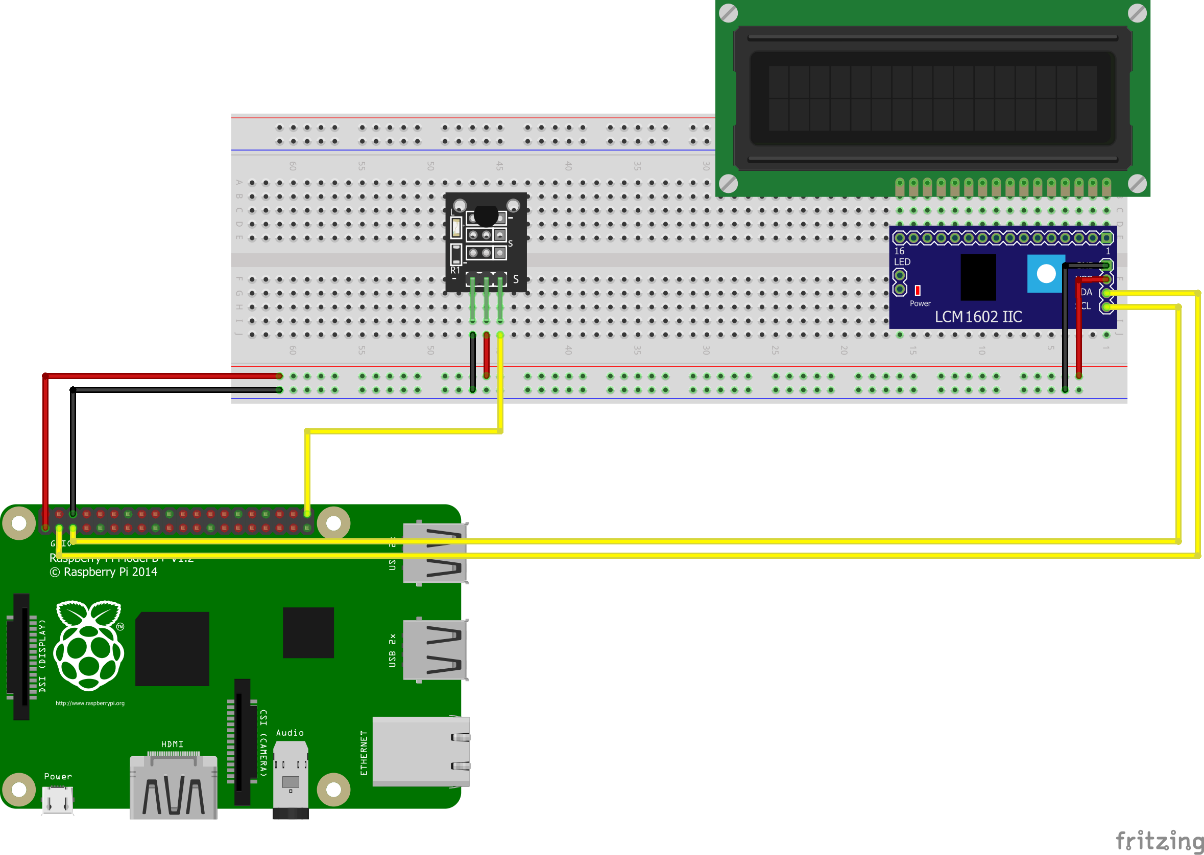 60
55
50
45
40
35
30
A
B
C
D
E
F
G
H
I
J
60
55
50
40
35
30
25
20
15
10
5
1
S
RT
-
S
16
LED
1
Power
SDA
SCL
LCM1602 IIC
GPIO
Raspberry Pi Model B+ V1.2
© Raspberry Pi 2014
DSI (DISPLAY)
TM
http://www.raspberrypi.org
USB 2x
USB 2x
CSI (CAMERA)
Audio
HDMI
ETHERNET
Power
fritzing